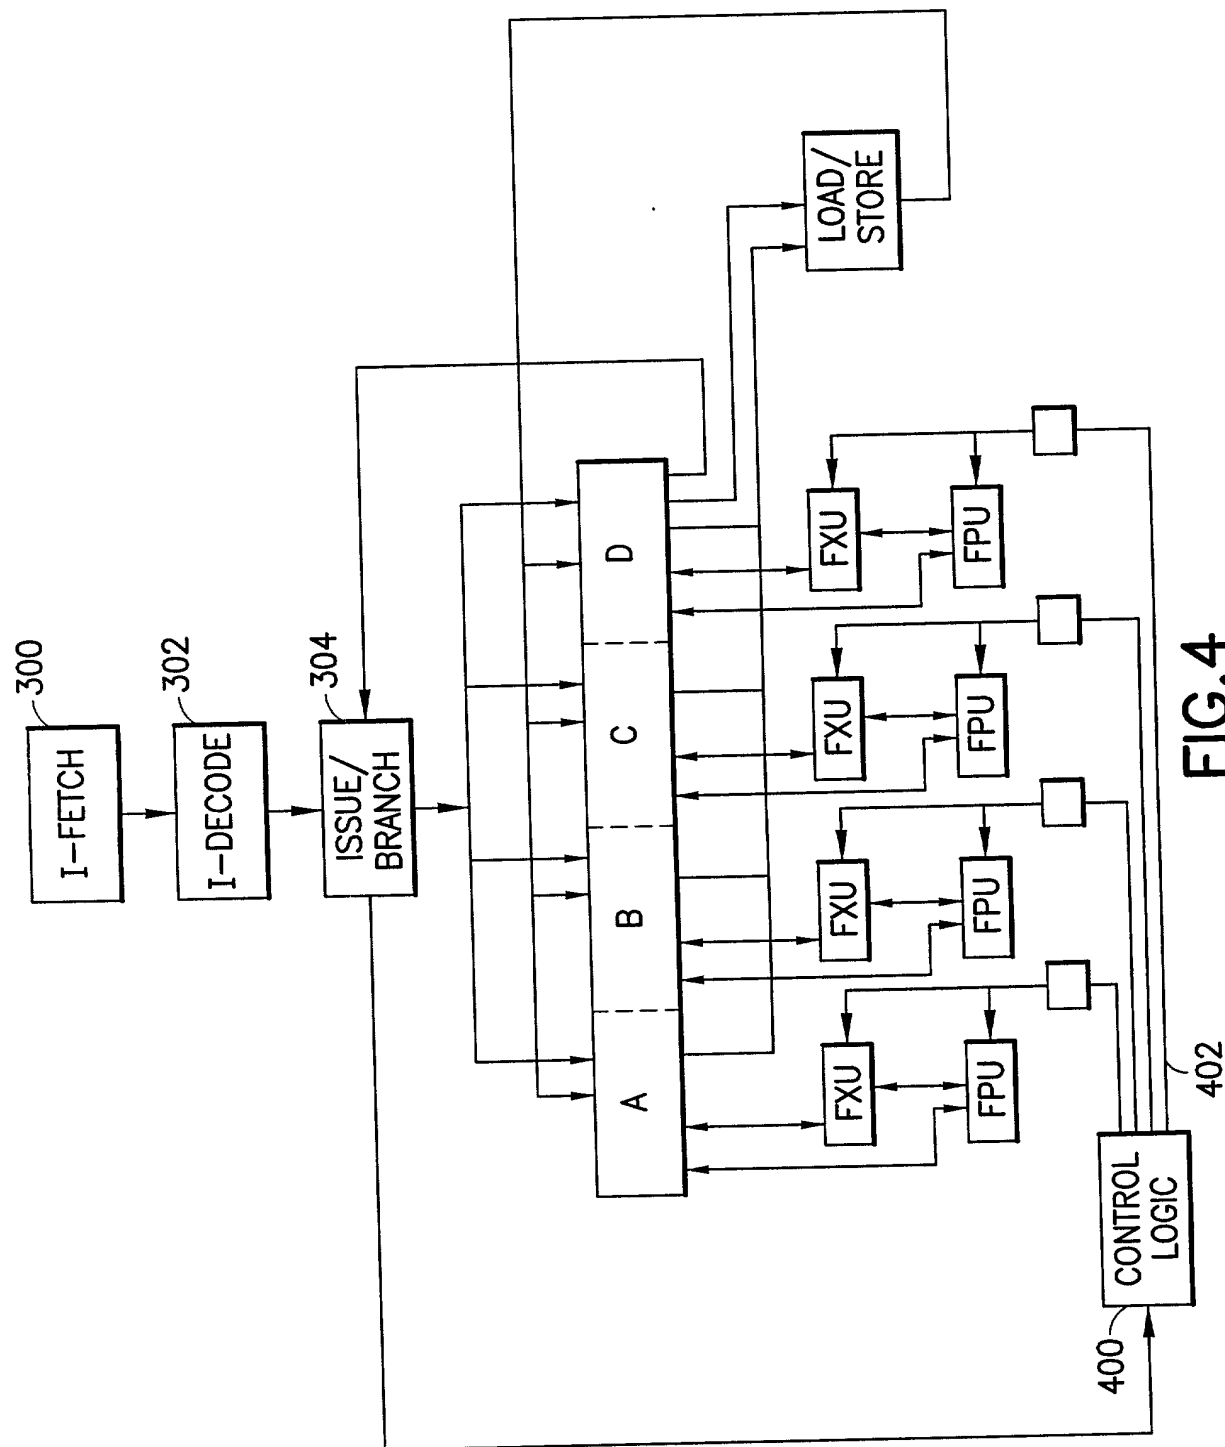 300
I-FETCH
302
I-DECODE
304
ISSUE/
BRANCH
A
B
C
D
LOAD/
STORE
FXU
FPU
FXU
FPU
FXU
FPU
FXU
FPU
400
CONTROL
LOGIC
402
FIG.4